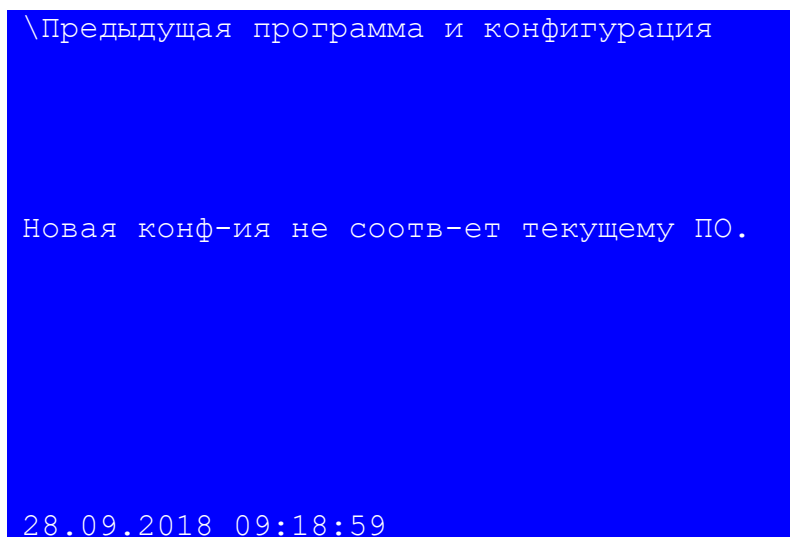 \Предыдущая программа и конфигурация
Новая конф-ия не соотв-ет текущему ПО.
28.09.2018 09:18:59